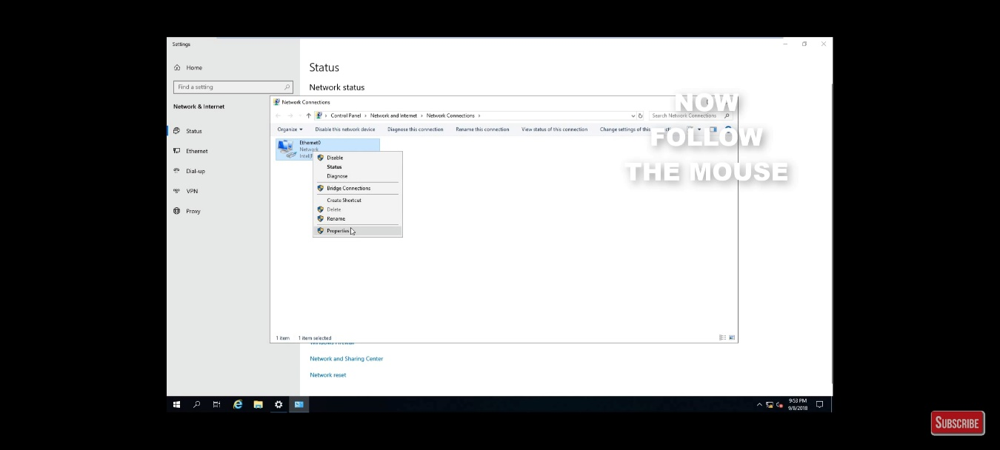 Settings
Home
Find a setting
Network & Internet
Status
Ethernet
Dial-up
VPN
Proxy
Status
Network status
Network Connections
Control Panel > Network and Internet > Network Connections >
Search Network Connections
Organize
Disable this network device
Diagnose this connection
Rename this connection
View status of this connection
Change settings of this
Ethernet0
Network
Disable
Status
Diagnose
Bridge Connections
Create Shortcut
Delete
Rename
Properties
1 item
1 item selected
Windows Firewall
Network and Sharing Center
Network reset
NOW
FOLLOW
THE MOUSE
9:53 PM
9/8/2018
SUBSCRIBE